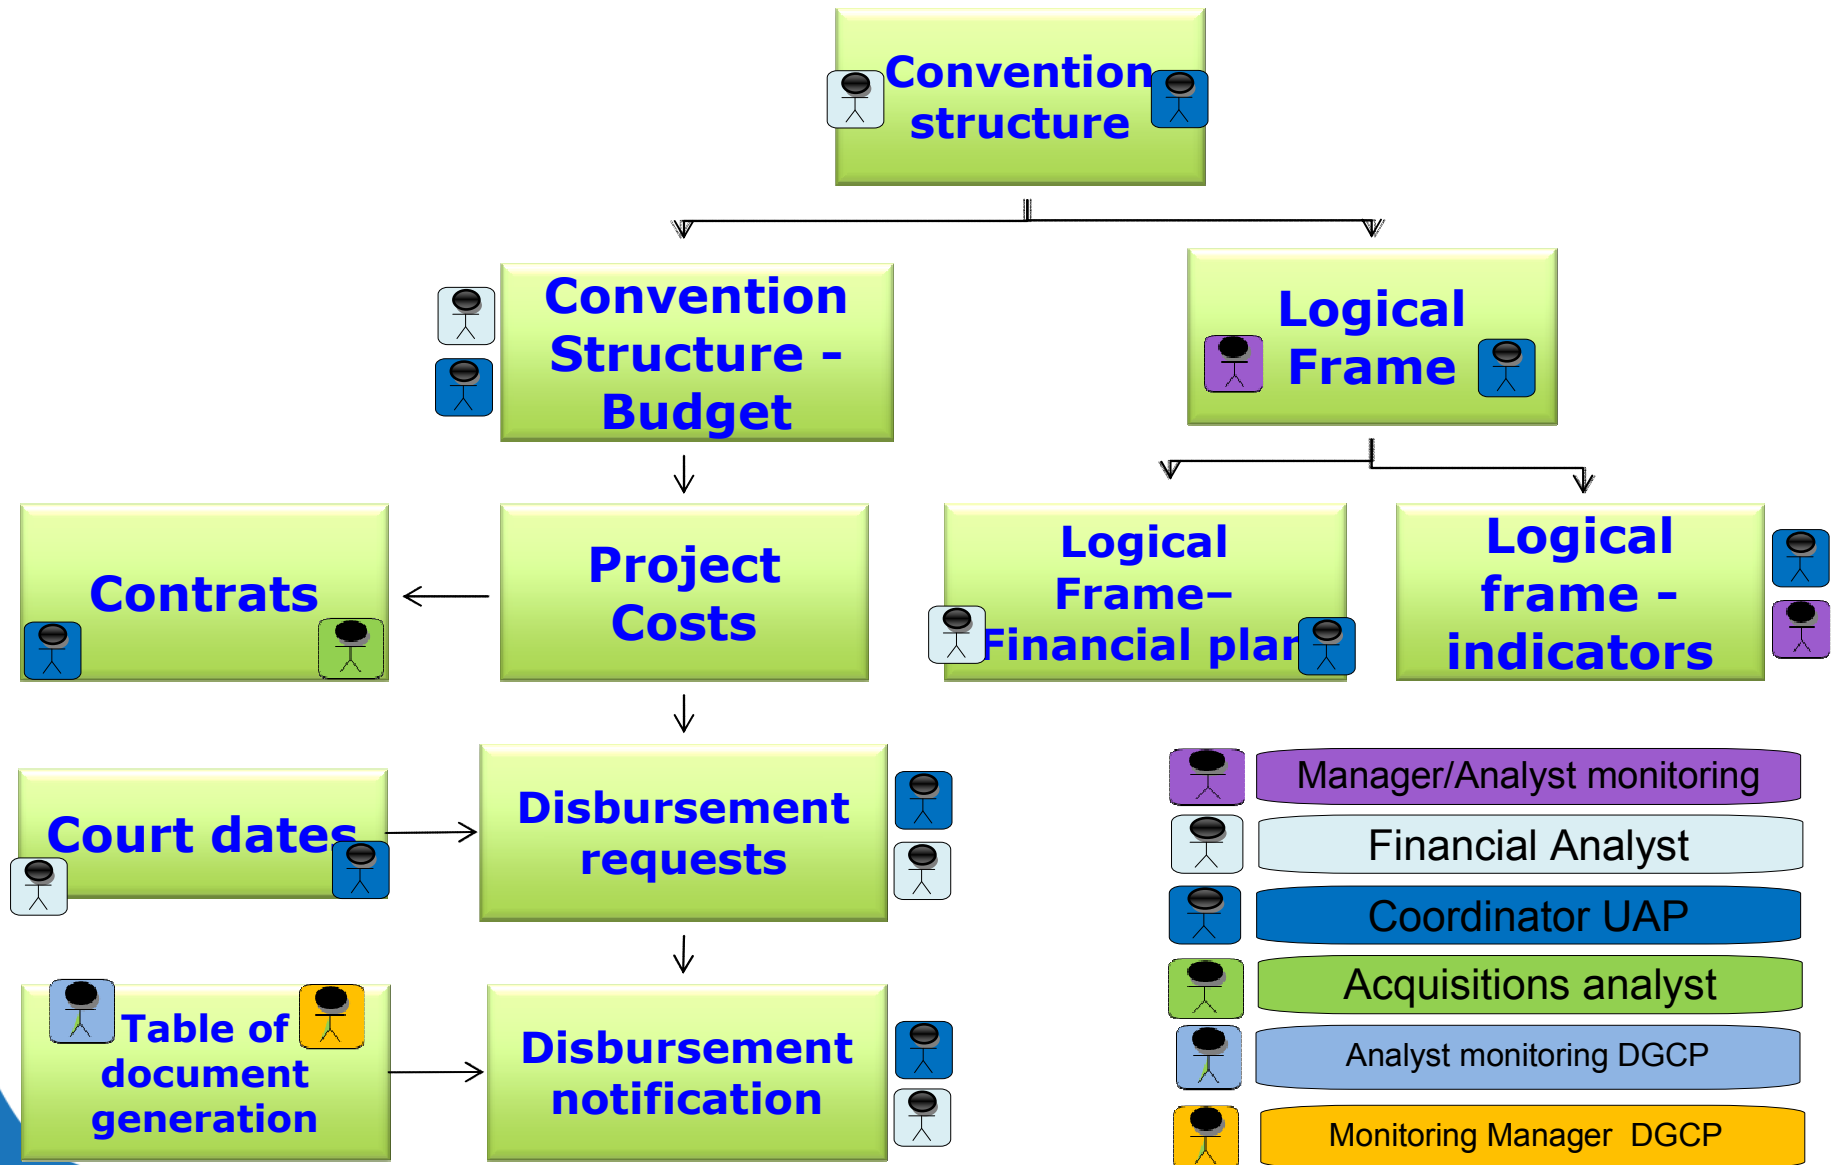 Convention
structure
Convention
Structure -
Budget
Logical
Frame
Contrats
Project
Costs
Logical
Frame–
Financial plan
Logical
frame -
indicators
Court dates
Disbursement
requests
Table of
document
generation
Disbursement
notification
Manager/Analyst monitoring
Financial Analyst
Coordinator UAP
Acquisitions analyst
Analyst monitoring DGCP
Monitoring Manager DGCP